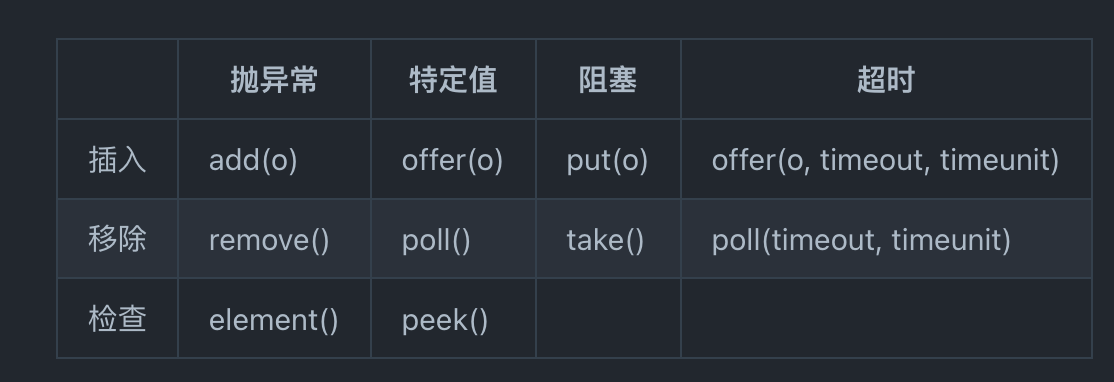 抛异常 特定值 阻塞 超时
插入 add(o) offer(o) put(o) offer(o, timeout, timeunit)
移除 remove() poll() take() poll(timeout, timeunit)
检查 element() peek()